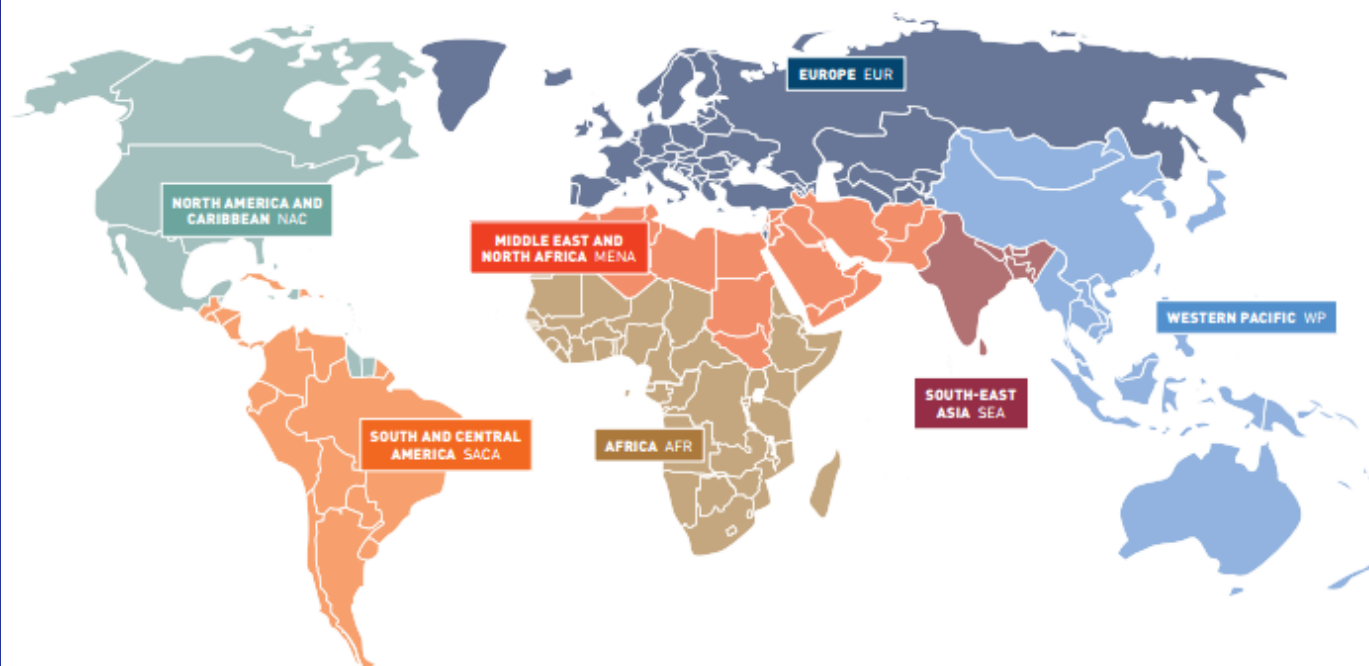 EUROPE EUR
NORTH AMERICA AND
CARIBBEAN NAC
MIDDLE EAST AND
NORTH AFRICA MENA
WESTERN PACIFIC WP
SOUTH-EAST
ASIA SEA
SOUTH AND CENTRAL
AMERICA SACA
AFRICA AFR